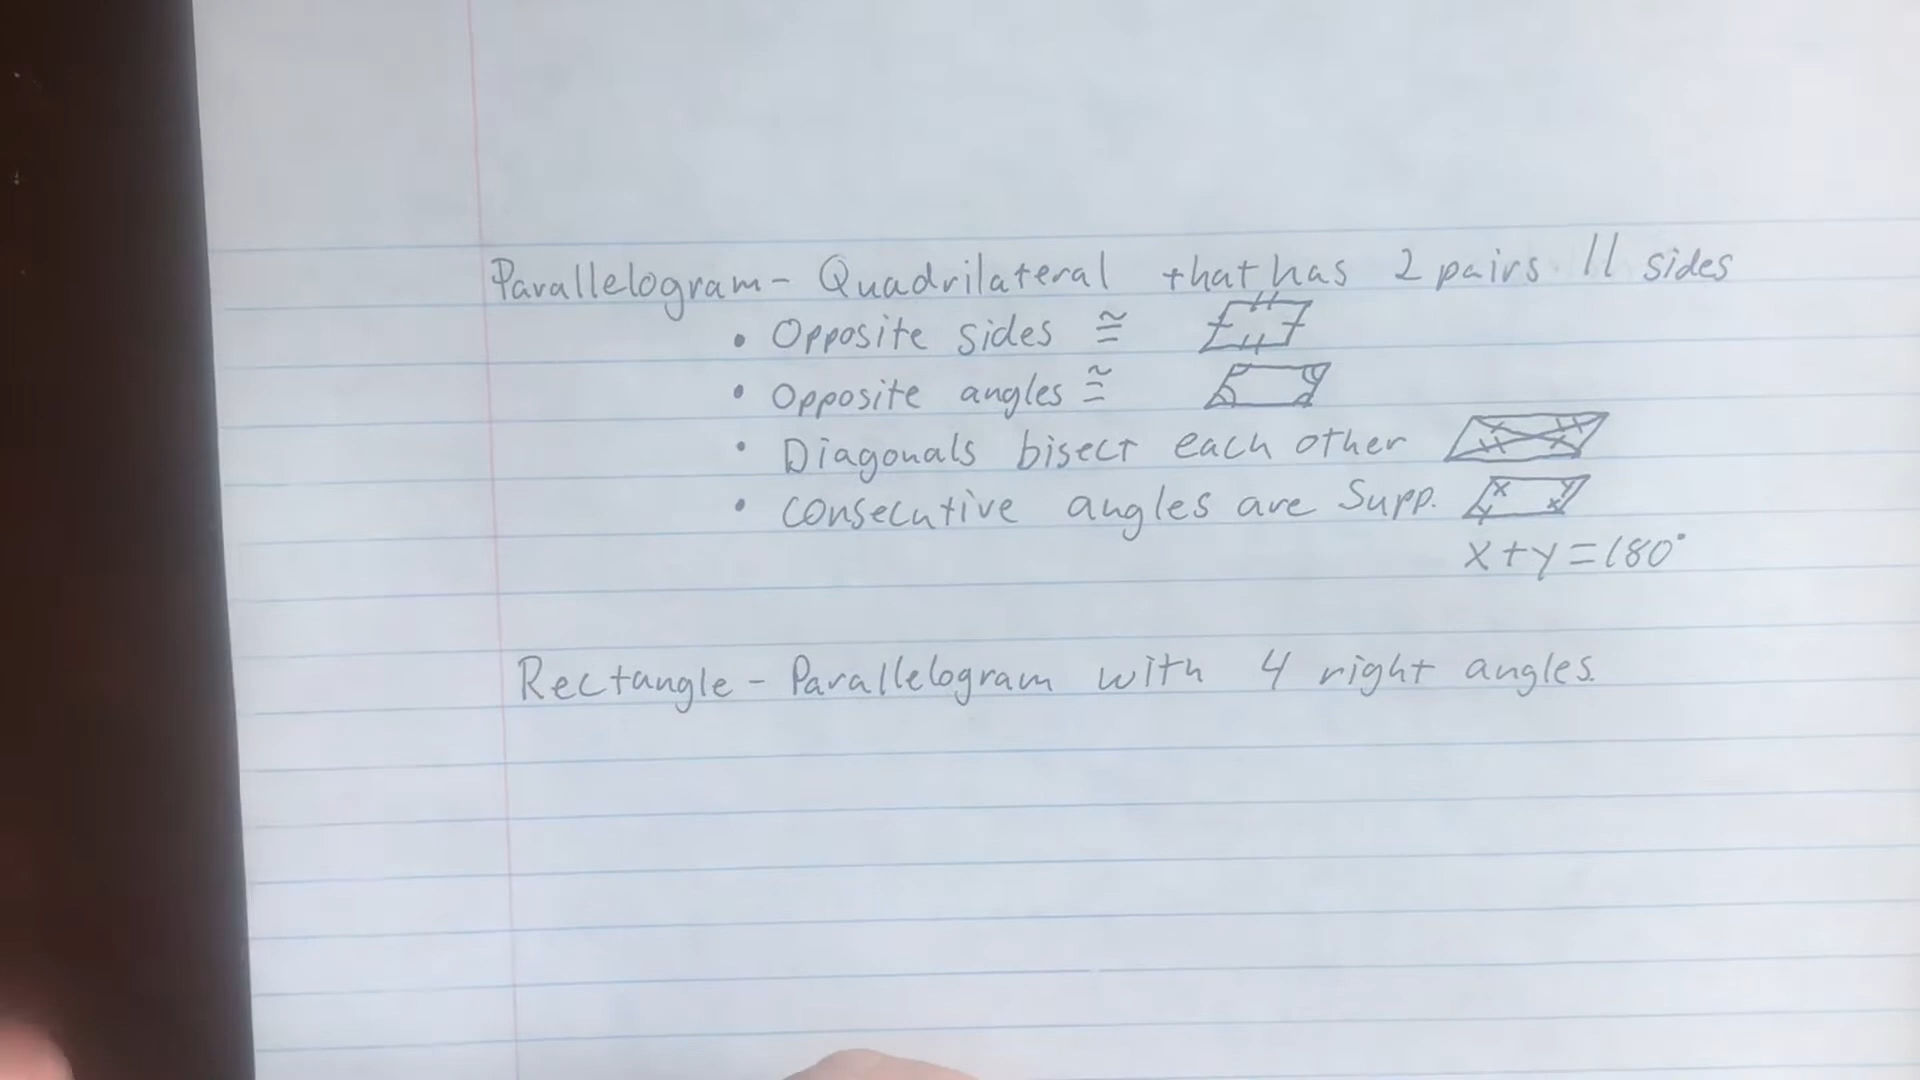 Parallelogram - Quadrilateral that has 2 pairs || sides
• Opposite sides ≅
• Opposite angles ≅
• Diagonals bisect each other
• Consecutive angles are Supp. x y x y
x + y = 180°
Rectangle - Parallelogram with 4 right angles.